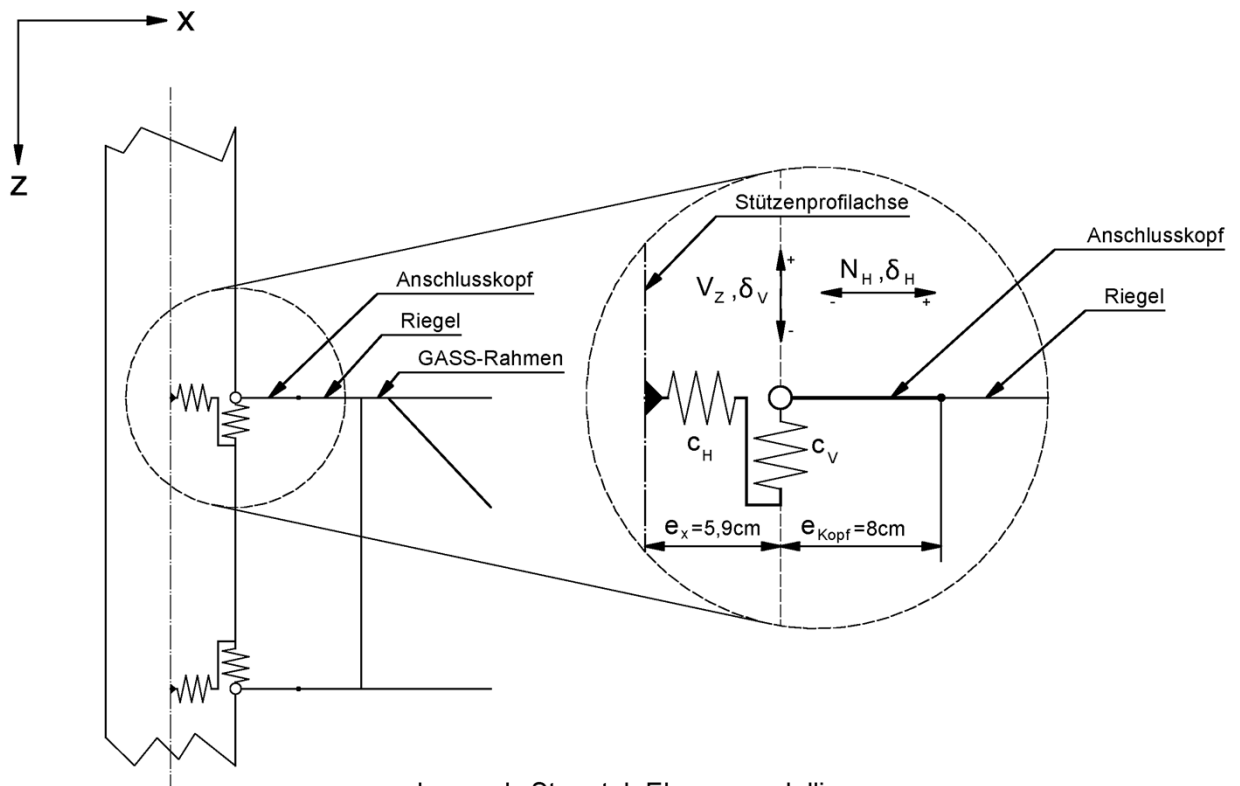 X
Z
Anschlusskopf
Riegel
GASS-Rahmen
Stützenprofilachse
Anschlusskopf
Riegel
V_Z,δ_V
+
-
N_H,δ_H
- +
c_H
c_V
e_x=5,9cm
e_Kopf=8cm